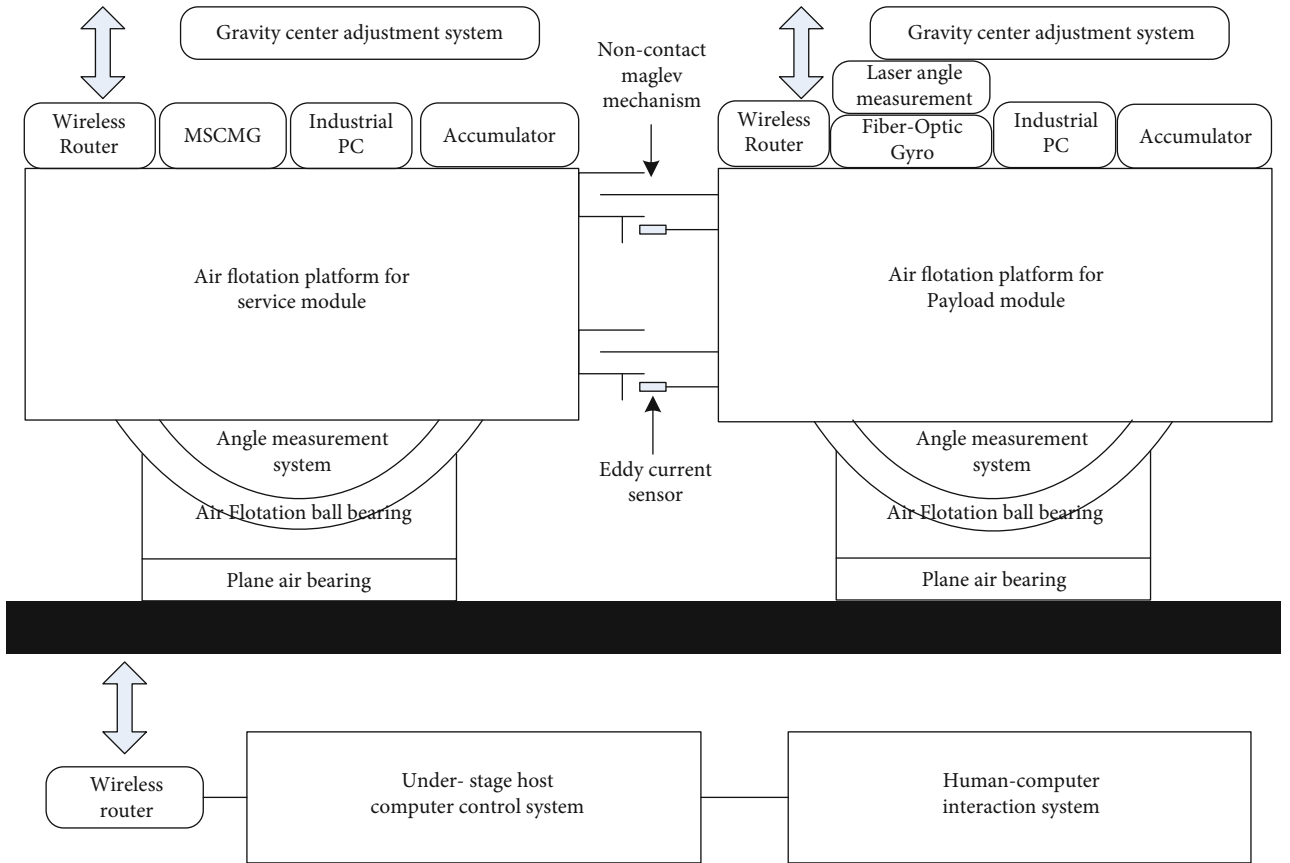 Gravity center adjustment system
Non-contact
maglev
mechanism
Gravity center adjustment system
Laser angle
measurement
Wireless
Router
MSCMG
Industrial
PC
Accumulator
Wireless
Router
Fiber-Optic
Gyro
Industrial
PC
Accumulator
Air flotation platform for
service module
Air flotation platform for
Payload module
Angle measurement
system
Eddy current
sensor
Angle measurement
system
Air Flotation ball bearing
Air Flotation ball bearing
Plane air bearing
Plane air bearing
Wireless
router
Under- stage host
computer control system
Human-computer
interaction system